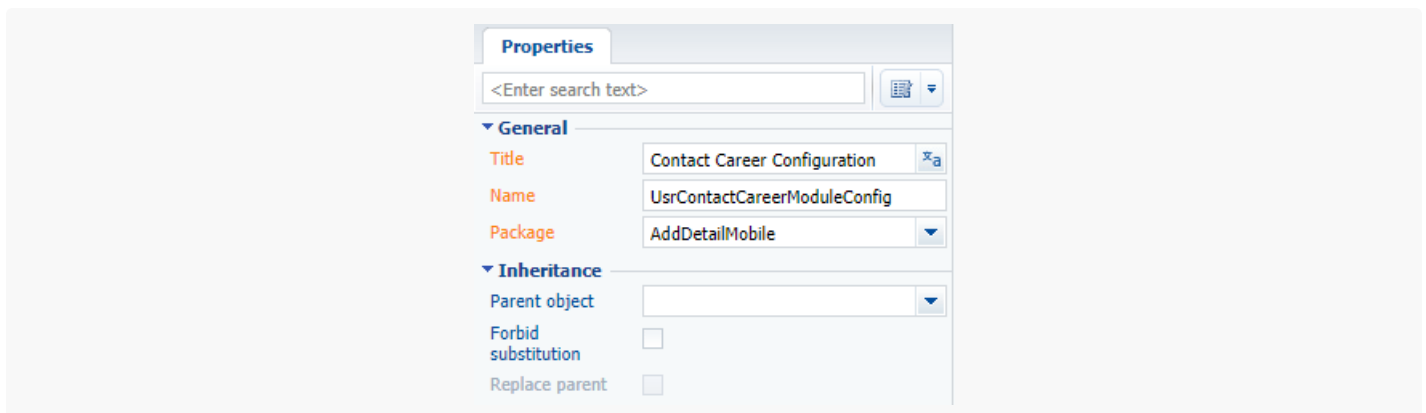 Properties
<Enter search text>
General
Title Contact Career Configuration
Name UsrContactCareerModuleConfig
Package AddDetailMobile
Inheritance
Parent object
Forbid
substitution
Replace parent